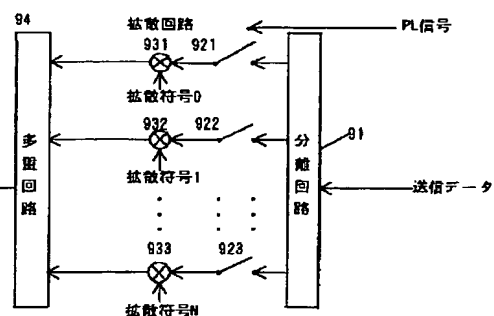 94
拡散回路
PL信号
931
921
拡散符号0
932
922
91
多重回路
分離回路
送信データ
拡散符号1
933
923
拡散符号N